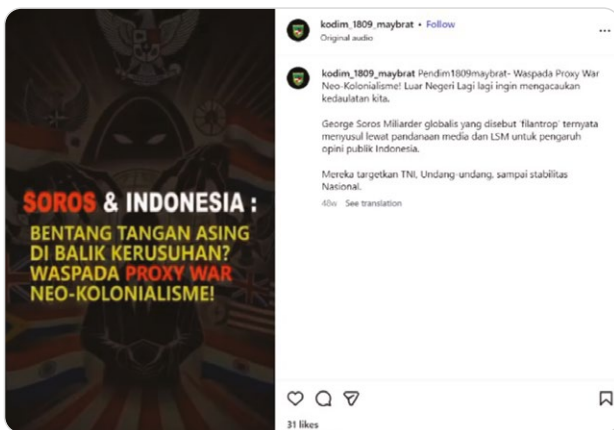 SOROS & INDONESIA :
BENTANG TANGAN ASING
DI BALIK KERUSUHAN?
WASPADA PROXY WAR
NEO-KOLONIALISME!
kodim_1809_maybrat • Follow
Original audio
kodim_1809_maybrat Pendim1809maybrat- Waspada Proxy War
Neo-Kolonialisme! Luar Negeri Lagi lagi ingin mengacaukan
kedaulatan kita.
George Soros Miliarder globalis yang disebut 'filantrop' ternyata
menyusul lewat pandanaan media dan LSM untuk pengaruh
opini publik Indonesia.
Mereka targetkan TNI, Undang-undang, sampai stabilitas
Nasional.
48w See translation
31 likes